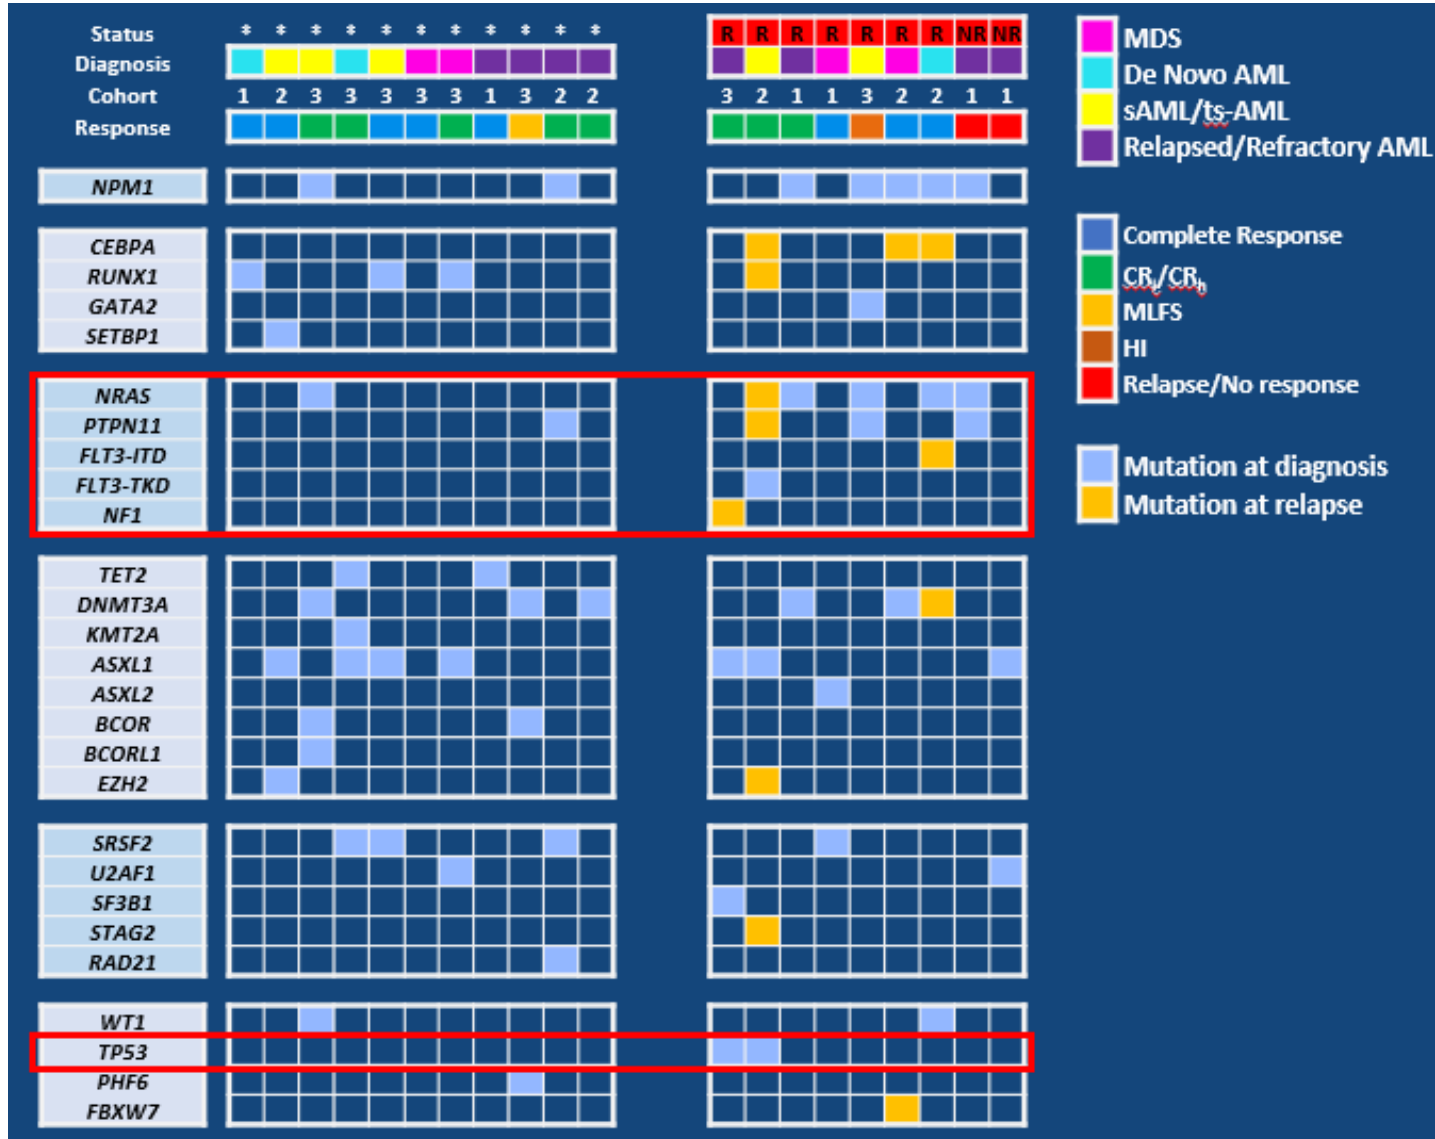 Status * * * * * * * * * * * R R R R R R R NR NR
Diagnosis
Cohort 1 2 3 3 3 3 3 1 3 2 2 3 2 1 1 3 2 2 1 1
Response
NPM1
CEBPA
RUNX1
GATA2
SETBP1
NRAS
PTPN11
FLT3-ITD
FLT3-TKD
NF1
TET2
DNMT3A
KMT2A
ASXL1
ASXL2
BCOR
BCORL1
EZH2
SRSF2
U2AF1
SF3B1
STAG2
RAD21
WT1
TP53
PHF6
FBXW7
MDS
De Novo AML
sAML/ts-AML
Relapsed/Refractory AML
Complete Response
CRi/CRh
MLFS
HI
Relapse/No response
Mutation at diagnosis
Mutation at relapse